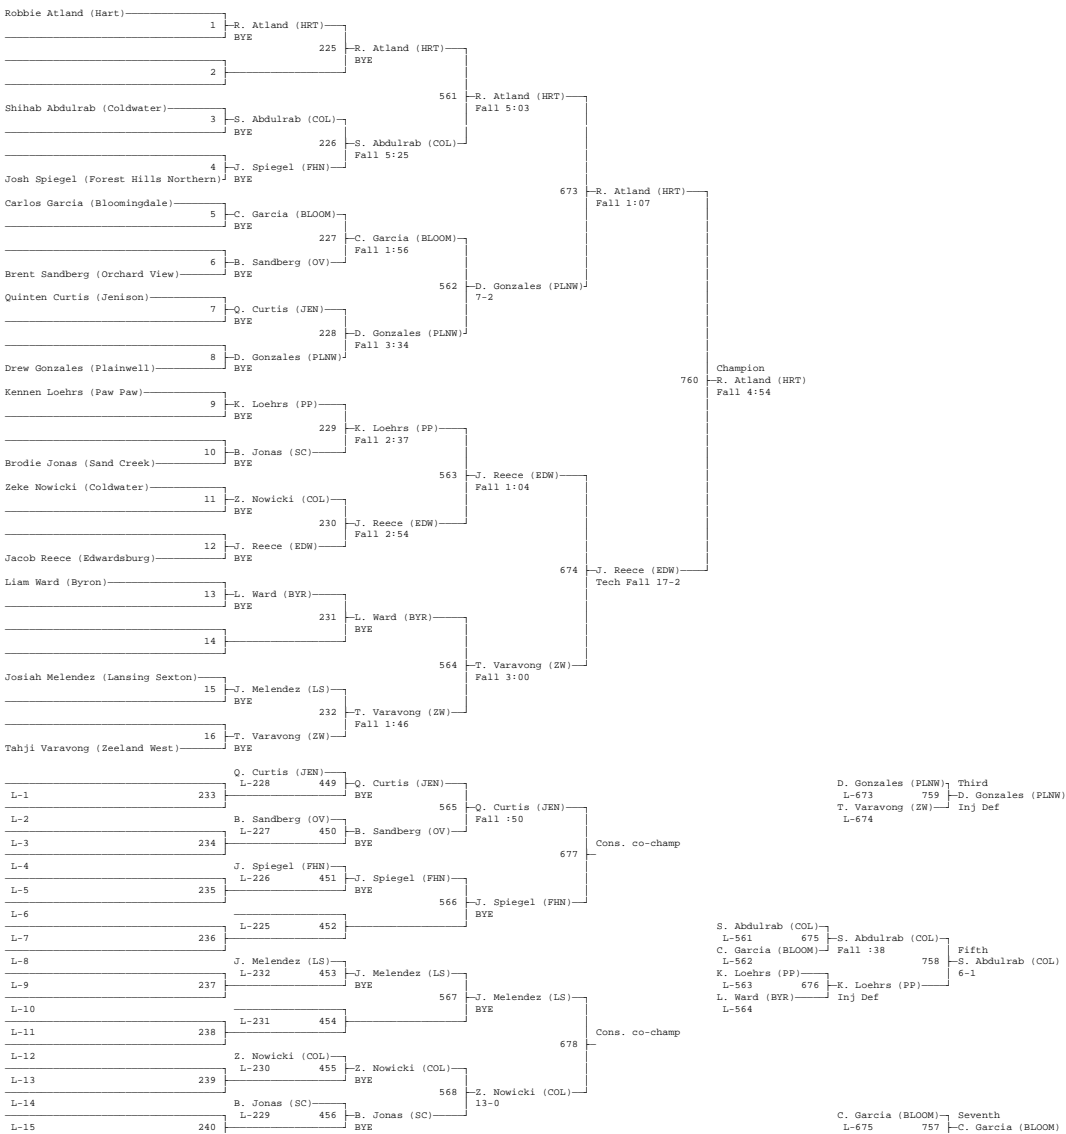 Robbie Atland (Hart)
1 R. Atland (HRT)
BYE
225 R. Atland (HRT)
BYE
2
561 R. Atland (HRT)
Fall 5:03
Shihab Abdulrab (Coldwater)
3 S. Abdulrab (COL)
BYE
226 S. Abdulrab (COL)
Fall 5:25
4 J. Spiegel (FHN)
Josh Spiegel (Forest Hills Northern) BYE
673 R. Atland (HRT)
Fall 1:07
Carlos Garcia (Bloomingdale)
5 C. Garcia (BLOOM)
BYE
227 C. Garcia (BLOOM)
Fall 1:56
6 B. Sandberg (OV)
Brent Sandberg (Orchard View) BYE
562 D. Gonzales (PLNW)
7-2
Quinten Curtis (Jenison)
7 Q. Curtis (JEN)
BYE
228 D. Gonzales (PLNW)
Fall 3:34
8 D. Gonzales (PLNW)
Drew Gonzales (Plainwell) BYE
Champion
760 R. Atland (HRT)
Fall 4:54
Kennen Loehrs (Paw Paw)
9 K. Loehrs (PP)
BYE
229 K. Loehrs (PP)
Fall 2:37
10 B. Jonas (SC)
Brodie Jonas (Sand Creek) BYE
563 J. Reece (EDW)
Fall 1:04
Zeke Nowicki (Coldwater)
11 Z. Nowicki (COL)
BYE
230 J. Reece (EDW)
Fall 2:54
12 J. Reece (EDW)
Jacob Reece (Edwardsburg) BYE
674 J. Reece (EDW)
Tech Fall 17-2
Liam Ward (Byron)
13 L. Ward (BYR)
BYE
231 L. Ward (BYR)
BYE
14
564 T. Varavong (ZW)
Fall 3:00
Josiah Melendez (Lansing Sexton)
15 J. Melendez (LS)
BYE
232 T. Varavong (ZW)
Fall 1:46
16 T. Varavong (ZW)
Tahji Varavong (Zeeland West) BYE
Q. Curtis (JEN)
L-228 449 Q. Curtis (JEN)
L-1 233 BYE
565 Q. Curtis (JEN)
Fall :50
L-2 B. Sandberg (OV)
L-227 450 B. Sandberg (OV)
L-3 234 BYE
Cons. co-champ
677
L-4 J. Spiegel (FHN)
L-226 451 J. Spiegel (FHN)
L-5 235 BYE
566 J. Spiegel (FHN)
BYE
L-6
L-225 452
L-7 236
L-8 J. Melendez (LS)
L-232 453 J. Melendez (LS)
L-9 237 BYE
567 J. Melendez (LS)
BYE
L-10
L-231 454
L-11 238
Cons. co-champ
678
L-12 Z. Nowicki (COL)
L-230 455 Z. Nowicki (COL)
L-13 239 BYE
568 Z. Nowicki (COL)
13-0
L-14 B. Jonas (SC)
L-229 456 B. Jonas (SC)
L-15 240 BYE
D. Gonzales (PLNW) Third
L-673 759 D. Gonzales (PLNW)
T. Varavong (ZW) Inj Def
L-674
S. Abdulrab (COL)
L-561 675 S. Abdulrab (COL)
C. Garcia (BLOOM) Fall :38 Fifth
L-562 758 S. Abdulrab (COL)
K. Loehrs (PP) 6-1
L-563 676 K. Loehrs (PP)
L. Ward (BYR) Inj Def
L-564
C. Garcia (BLOOM) Seventh
L-675 757 C. Garcia (BLOOM)